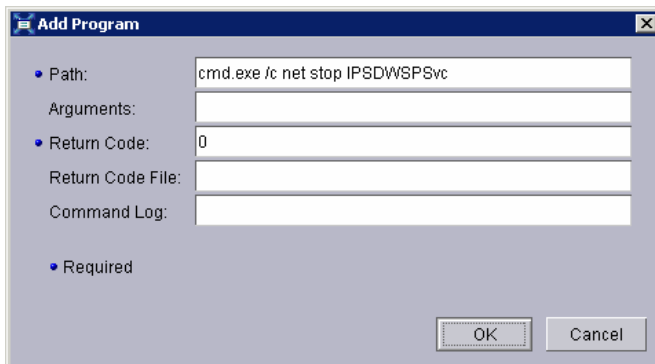 Add Program
Path: cmd.exe /c net stop IPSDWSPSvc
Arguments:
Return Code: 0
Return Code File:
Command Log:
Required
OK Cancel